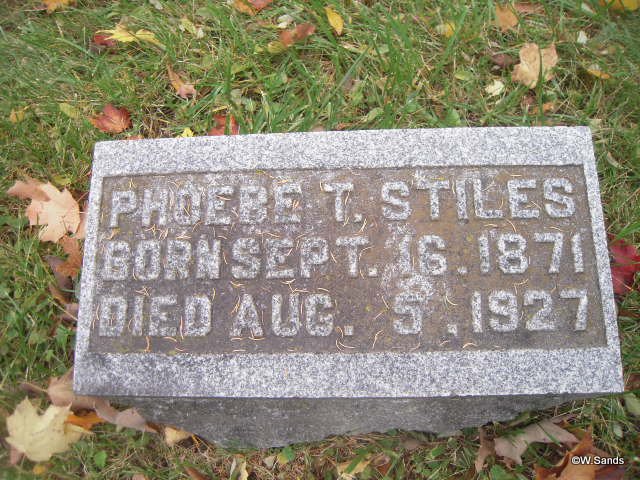 PHOEBE T. STILES
BORN SEPT. 16. 1871
DIED AUG. 5, 1927
©W.Sands